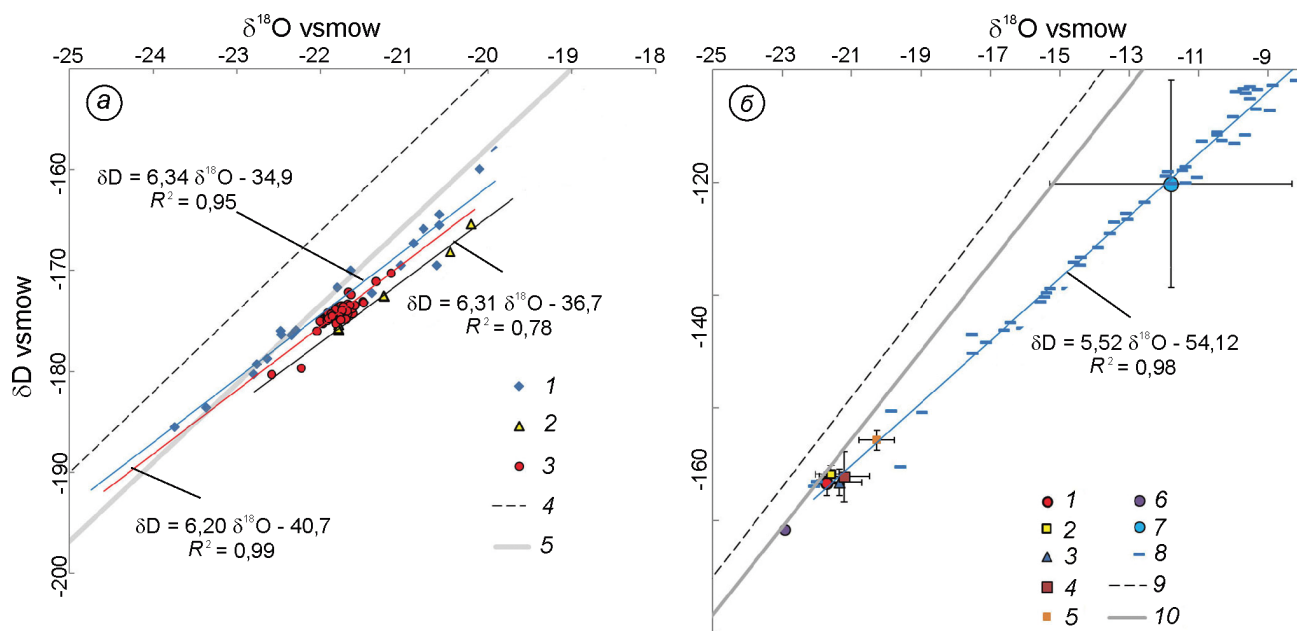 δ¹⁸O vsmow
-25 -24 -23 -22 -21 -20 -19 -18
а
δD vsmow
-160
-170
-180
-190
-200
δD = 6,34 δ¹⁸O - 34,9
R² = 0,95
δD = 6,31 δ¹⁸O - 36,7
R² = 0,78
δD = 6,20 δ¹⁸O - 40,7
R² = 0,99
1
2
3
4
5
δ¹⁸O vsmow
-25 -23 -21 -19 -17 -15 -13 -11 -9
б
-120
-140
-160
δD = 5,52 δ¹⁸O - 54,12
R² = 0,98
1 6
2 7
3 8
4 9
5 10